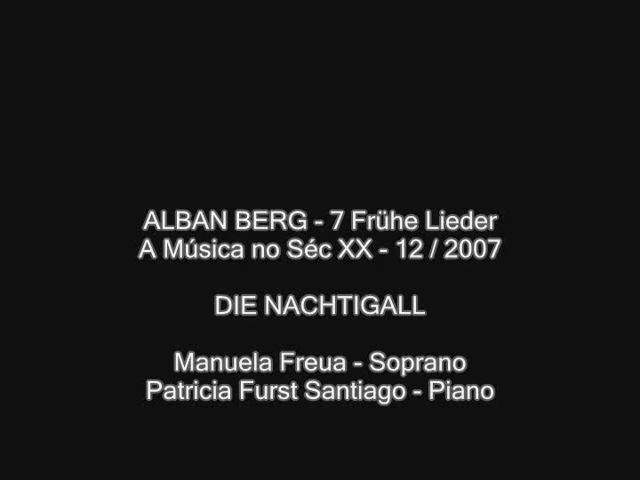 ALBAN BERG - 7 Frühe Lieder
A Música no Séc XX - 12 / 2007
DIE NACHTIGALL
Manuela Freua - Soprano
Patricia Furst Santiago - Piano